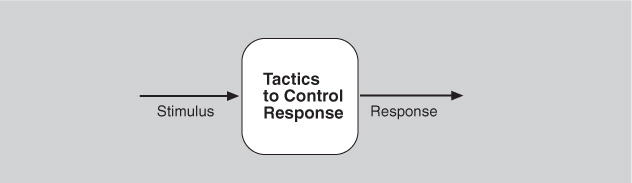 Stimulus
Tactics
to Control
Response
Response